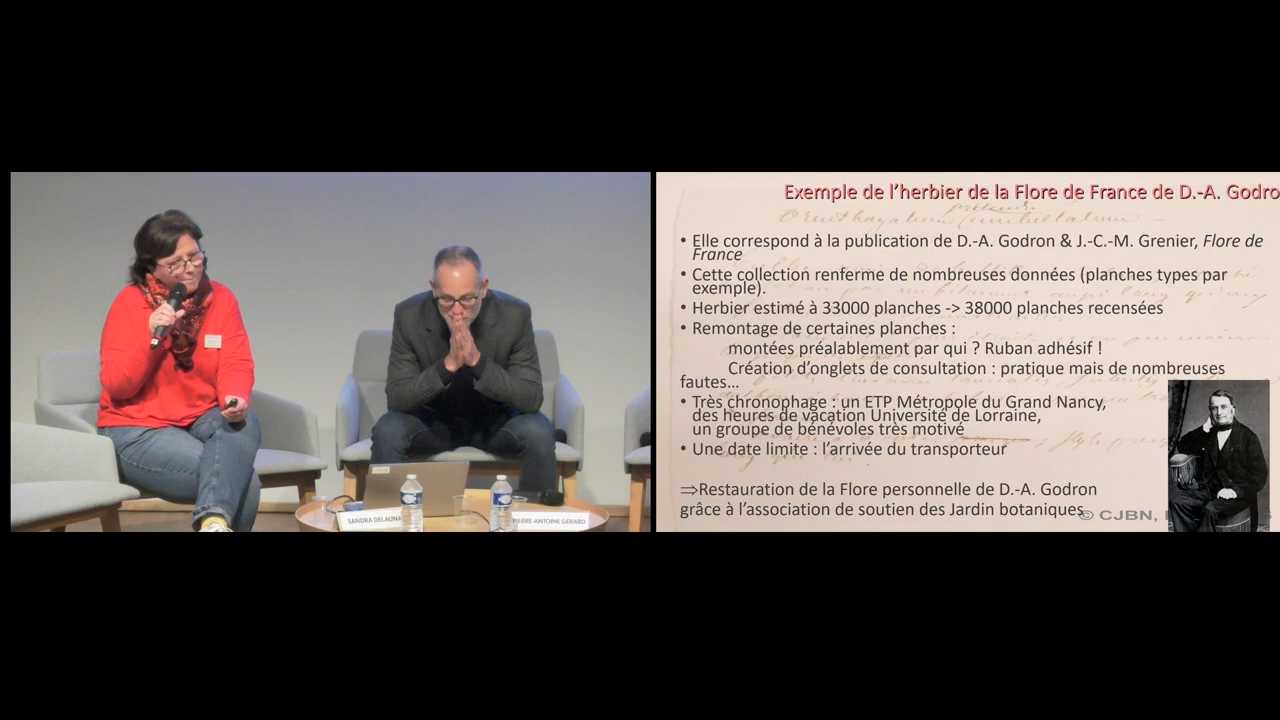 Exemple de l'herbier de la Flore de France de D.-A. Godro
• Elle correspond à la publication de D.-A. Godron & J.-C.-M. Grenier, Flore de
France
• Cette collection renferme de nombreuses données (planches types par
exemple).
• Herbier estimé à 33000 planches -> 38000 planches recensées
• Remontage de certaines planches :
montées préalablement par qui ? Ruban adhésif !
Création d'onglets de consultation : pratique mais de nombreuses
fautes...
• Très chronophage : un ETP Métropole du Grand Nancy,
des heures de vacation Université de Lorraine,
un groupe de bénévoles très motivé
• Une date limite : l'arrivée du transporteur
⇒Restauration de la Flore personnelle de D.-A. Godron
grâce à l'association de soutien des Jardin botaniques
© CJBN,
SANDRA DELAUNA
PIERRE-ANTOINE GÉRARD